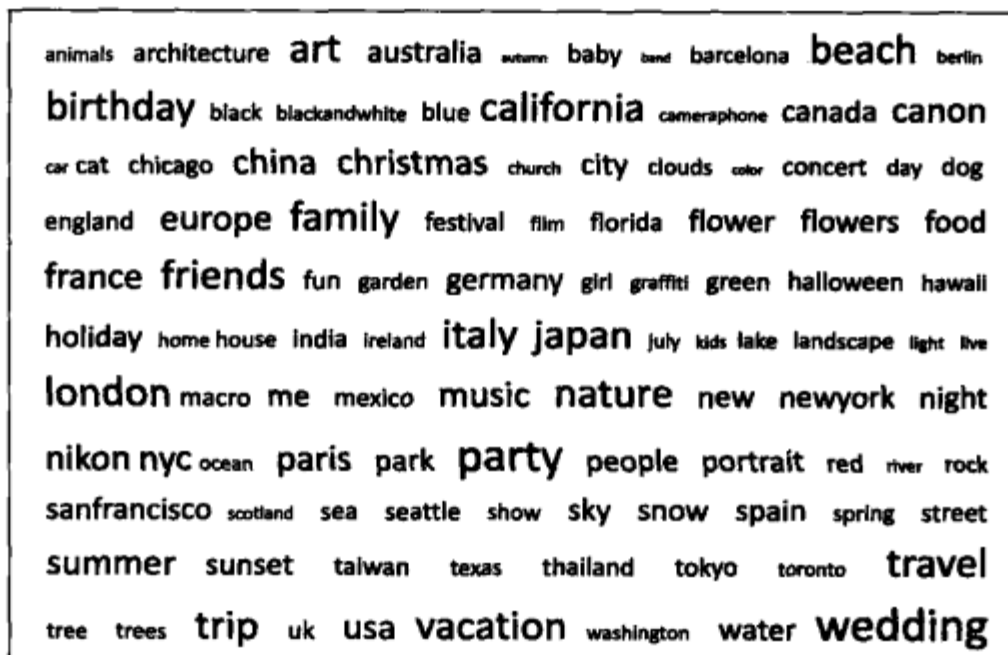 animals architecture art australia autumn baby band barcelona beach berlin
birthday black blackandwhite blue california cameraphone canada canon
car cat chicago china christmas church city clouds color concert day dog
england europe family festival film florida flower flowers food
france friends fun garden germany girl graffiti green halloween hawaii
holiday home house india ireland italy japan july kids lake landscape light live
london macro me mexico music nature new newyork night
nikon nyc ocean paris park party people portrait red river rock
sanfrancisco scotland sea seattle show sky snow spain spring street
summer sunset taiwan texas thailand tokyo toronto travel
tree trees trip uk usa vacation washington water wedding